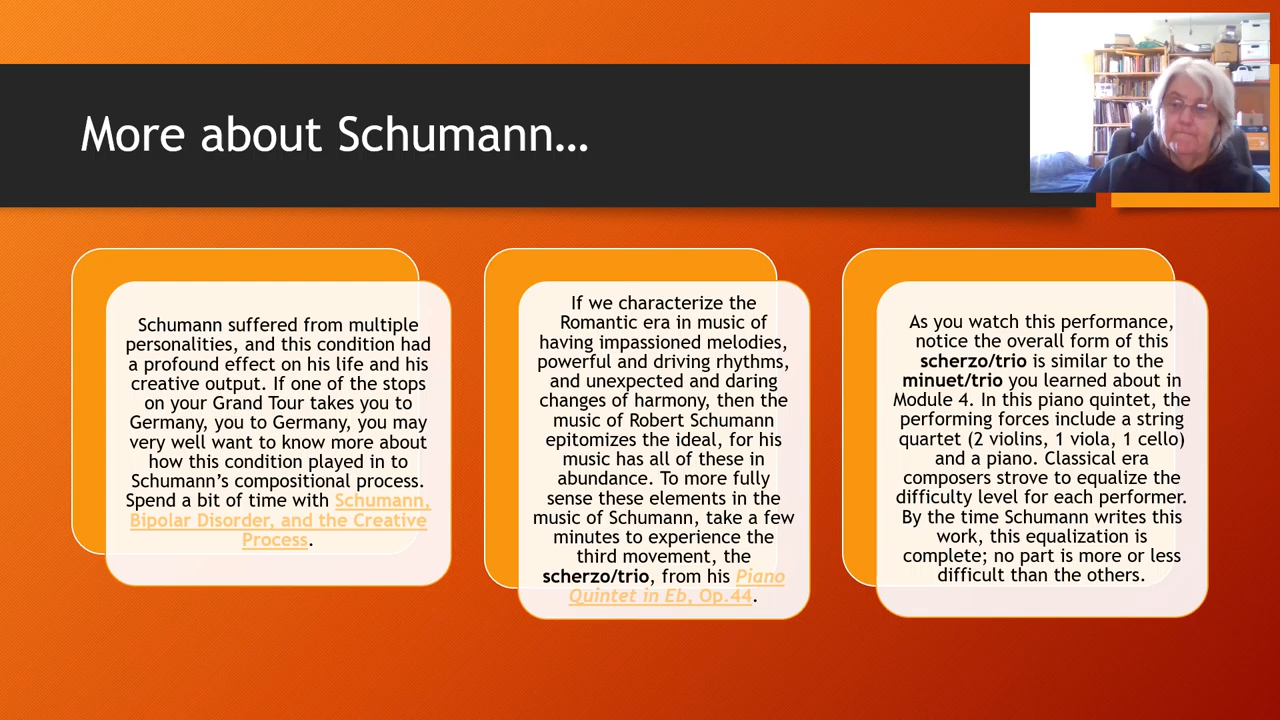 More about Schumann…
Schumann suffered from multiple
personalities, and this condition had
a profound effect on his life and his
creative output. If one of the stops
on your Grand Tour takes you to
Germany, you to Germany, you may
very well want to know more about
how this condition played in to
Schumann’s compositional process.
Spend a bit of time with Schumann,
Bipolar Disorder, and the Creative
Process.
If we characterize the
Romantic era in music of
having impassioned melodies,
powerful and driving rhythms,
and unexpected and daring
changes of harmony, then the
music of Robert Schumann
epitomizes the ideal, for his
music has all of these in
abundance. To more fully
sense these elements in the
music of Schumann, take a few
minutes to experience the
third movement, the
scherzo/trio, from his Piano
Quintet in Eb, Op.44.
As you watch this performance,
notice the overall form of this
scherzo/trio is similar to the
minuet/trio you learned about in
Module 4. In this piano quintet, the
performing forces include a string
quartet (2 violins, 1 viola, 1 cello)
and a piano. Classical era
composers strove to equalize the
difficulty level for each performer.
By the time Schumann writes this
work, this equalization is
complete; no part is more or less
difficult than the others.